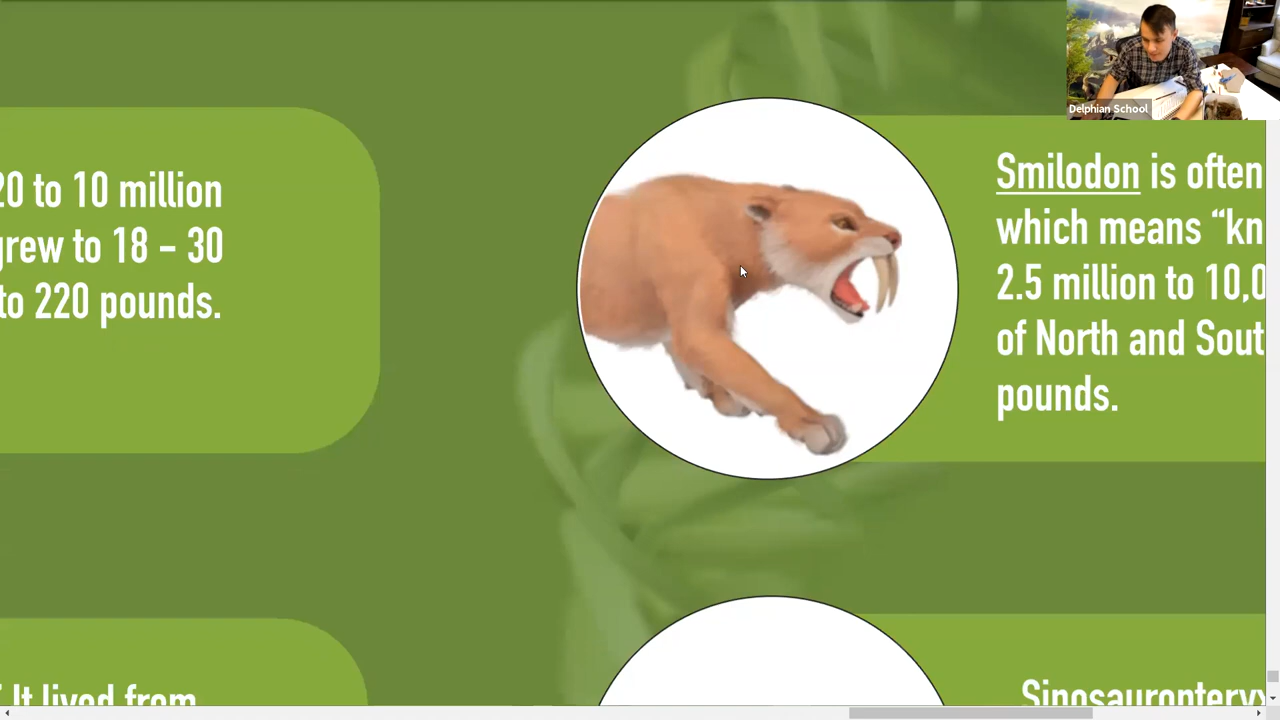 Delphian School
20 to 10 million
grew to 18 – 30
to 220 pounds.
Smilodon is often
which means “kn
2.5 million to 10,0
of North and Sout
pounds.
It lived from
Sinosauropteryx